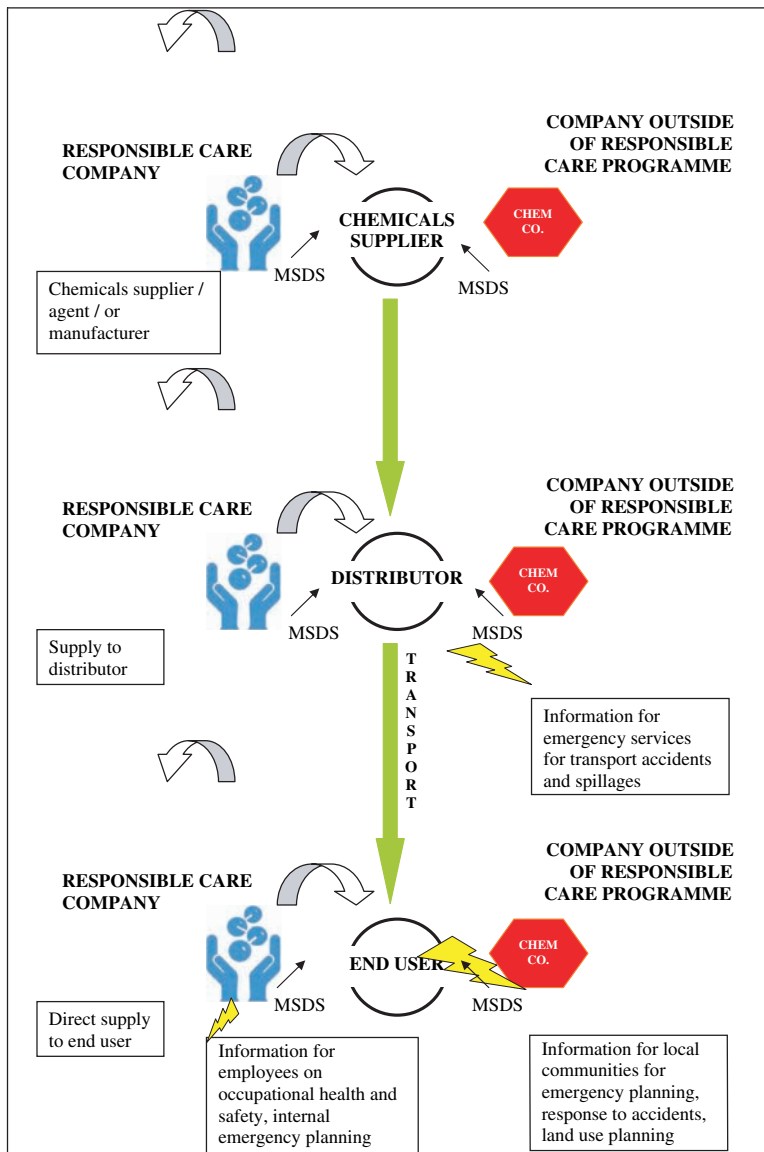 RESPONSIBLE CARE
COMPANY
COMPANY OUTSIDE
OF RESPONSIBLE
CARE PROGRAMME
CHEMICALS
SUPPLIER
CHEM
CO.
MSDS
MSDS
Chemicals supplier /
agent / or
manufacturer
RESPONSIBLE CARE
COMPANY
COMPANY OUTSIDE
OF RESPONSIBLE
CARE PROGRAMME
DISTRIBUTOR
CHEM
CO.
MSDS
MSDS
Supply to
distributor
TRANSPORT
Information for
emergency services
for transport accidents
and spillages
RESPONSIBLE CARE
COMPANY
COMPANY OUTSIDE
OF RESPONSIBLE
CARE PROGRAMME
END USER
CHEM
CO.
MSDS
MSDS
Direct supply
to end user
Information for
employees on
occupational health and
safety, internal
emergency planning
Information for local
communities for
emergency planning,
response to accidents,
land use planning